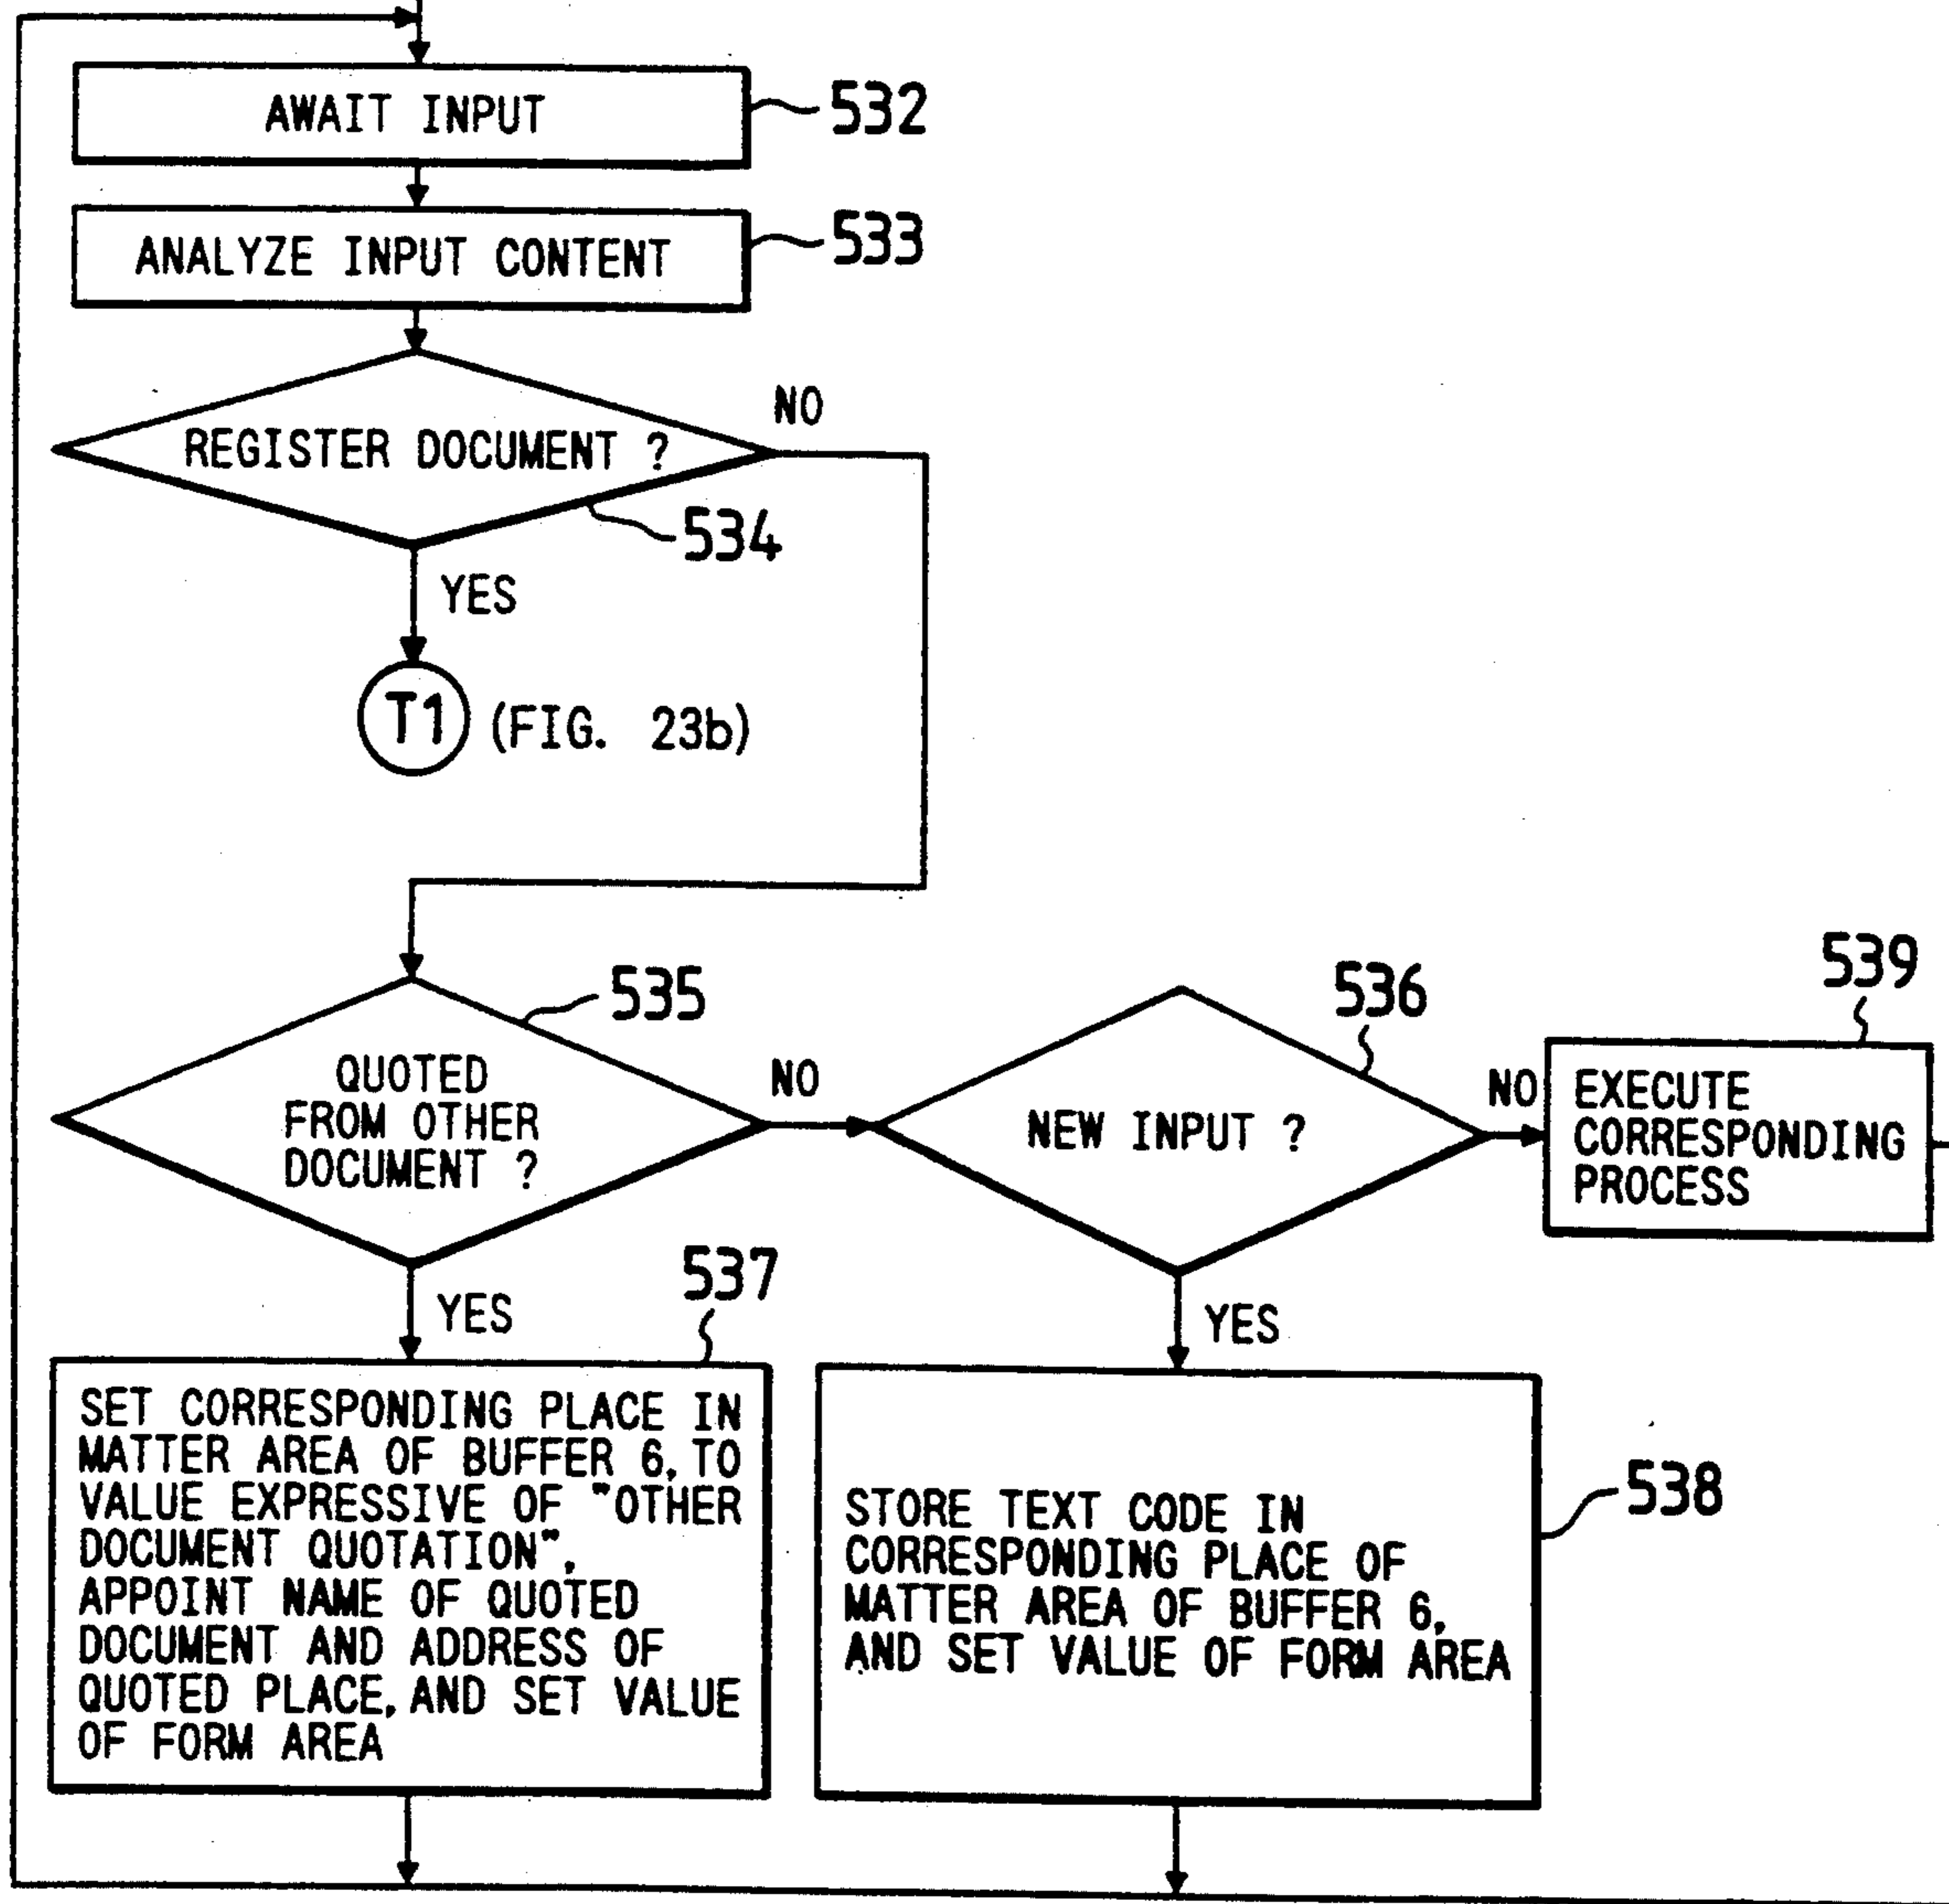 AWAIT INPUT
532
ANALYZE INPUT CONTENT
533
NO
REGISTER DOCUMENT ?
534
YES
T1 (FIG. 23b)
535
536
539
QUOTED
FROM OTHER
DOCUMENT ?
NO
NEW INPUT ?
NO
EXECUTE
CORRESPONDING
PROCESS
YES
537
YES
SET CORRESPONDING PLACE IN
MATTER AREA OF BUFFER 6, TO
VALUE EXPRESSIVE OF "OTHER
DOCUMENT QUOTATION",
APPOINT NAME OF QUOTED
DOCUMENT AND ADDRESS OF
QUOTED PLACE, AND SET VALUE
OF FORM AREA
STORE TEXT CODE IN
CORRESPONDING PLACE OF
MATTER AREA OF BUFFER 6,
AND SET VALUE OF FORM AREA
538